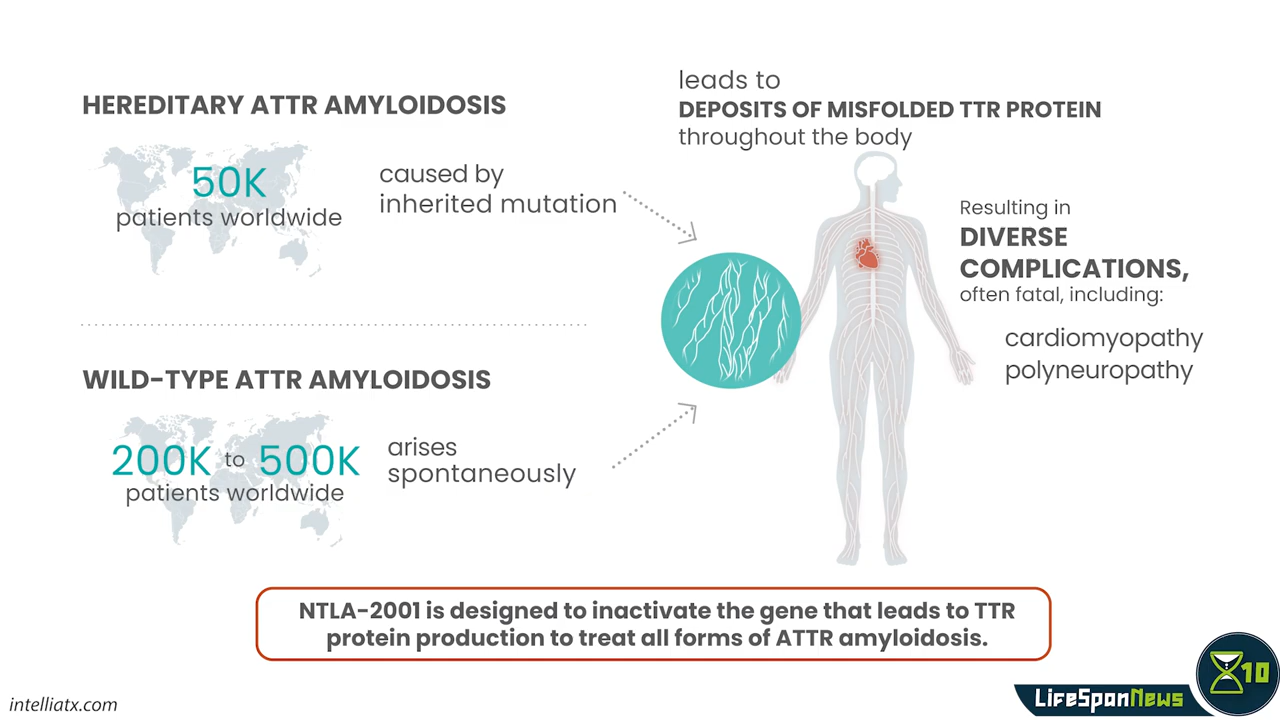 HEREDITARY ATTR AMYLOIDOSIS
50K
patients worldwide
caused by
inherited mutation
WILD-TYPE ATTR AMYLOIDOSIS
200K to 500K
patients worldwide
arises
spontaneously
leads to
DEPOSITS OF MISFOLDED TTR PROTEIN
throughout the body
Resulting in
DIVERSE
COMPLICATIONS,
often fatal, including:
cardiomyopathy
polyneuropathy
NTLA-2001 is designed to inactivate the gene that leads to TTR
protein production to treat all forms of ATTR amyloidosis.
intelliatx.com
LifeSpanNews
10